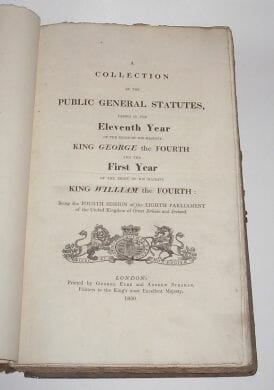 A
COLLECTION
OF THE
PUBLIC GENERAL STATUTES,
PASSED IN THE
Eleventh Year
OF THE REIGN OF HIS MAJESTY
KING GEORGE the FOURTH
AND THE
First Year
OF THE REIGN OF HIS MAJESTY
KING WILLIAM the FOURTH:
Being the FOURTH SESSION of the EIGHTH PARLIAMENT
of the United Kingdom of Great Britain and Ireland.
LONDON:
Printed by GEORGE EYRE and ANDREW STRAHAN,
Printers to the King's most Excellent Majesty.
1830.